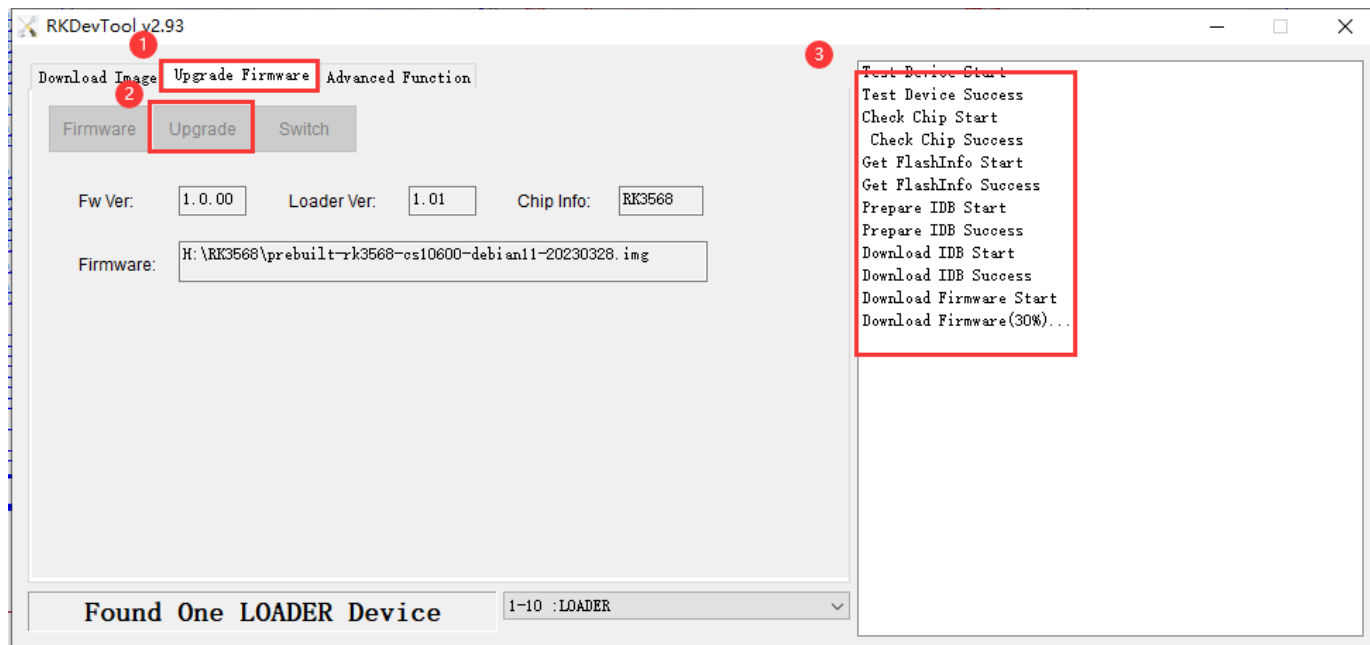 RKDevTool v2.93
1
3
Download Image Upgrade Firmware Advanced Function
2
Firmware Upgrade Switch
Fw Ver: 1.0.00 Loader Ver: 1.01 Chip Info: RK3568
Firmware: H:\RK3568\prebuilt-rk3568-cs10600-debian11-20230328.img
Found One LOADER Device
1-10 :LOADER
Test Device Start
Test Device Success
Check Chip Start
Check Chip Success
Get FlashInfo Start
Get FlashInfo Success
Prepare IDB Start
Prepare IDB Success
Download IDB Start
Download IDB Success
Download Firmware Start
Download Firmware(30%)...